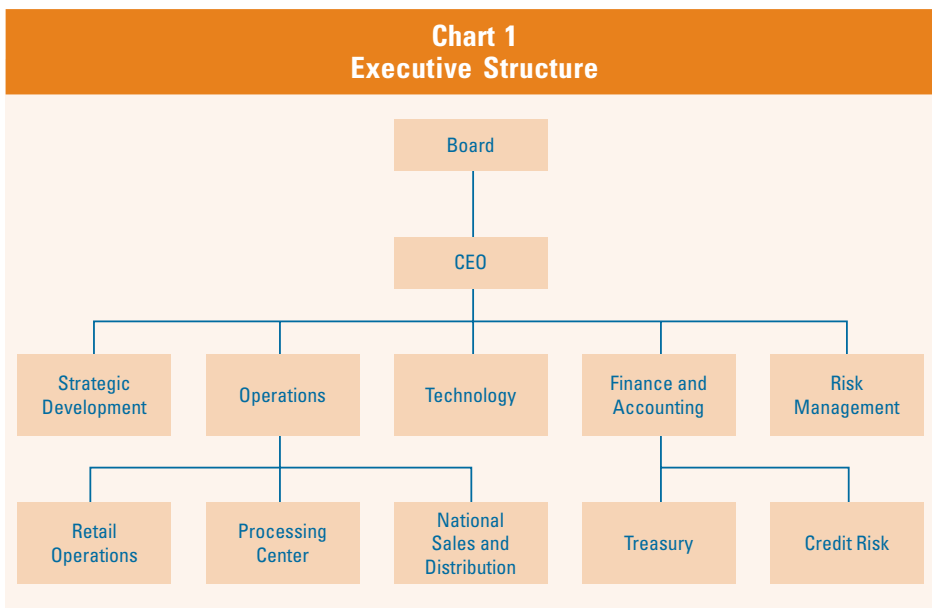 Chart 1
Executive Structure
Board
CEO
Strategic
Development
Operations
Technology
Finance and
Accounting
Risk
Management
Retail
Operations
Processing
Center
National
Sales and
Distribution
Treasury
Credit Risk